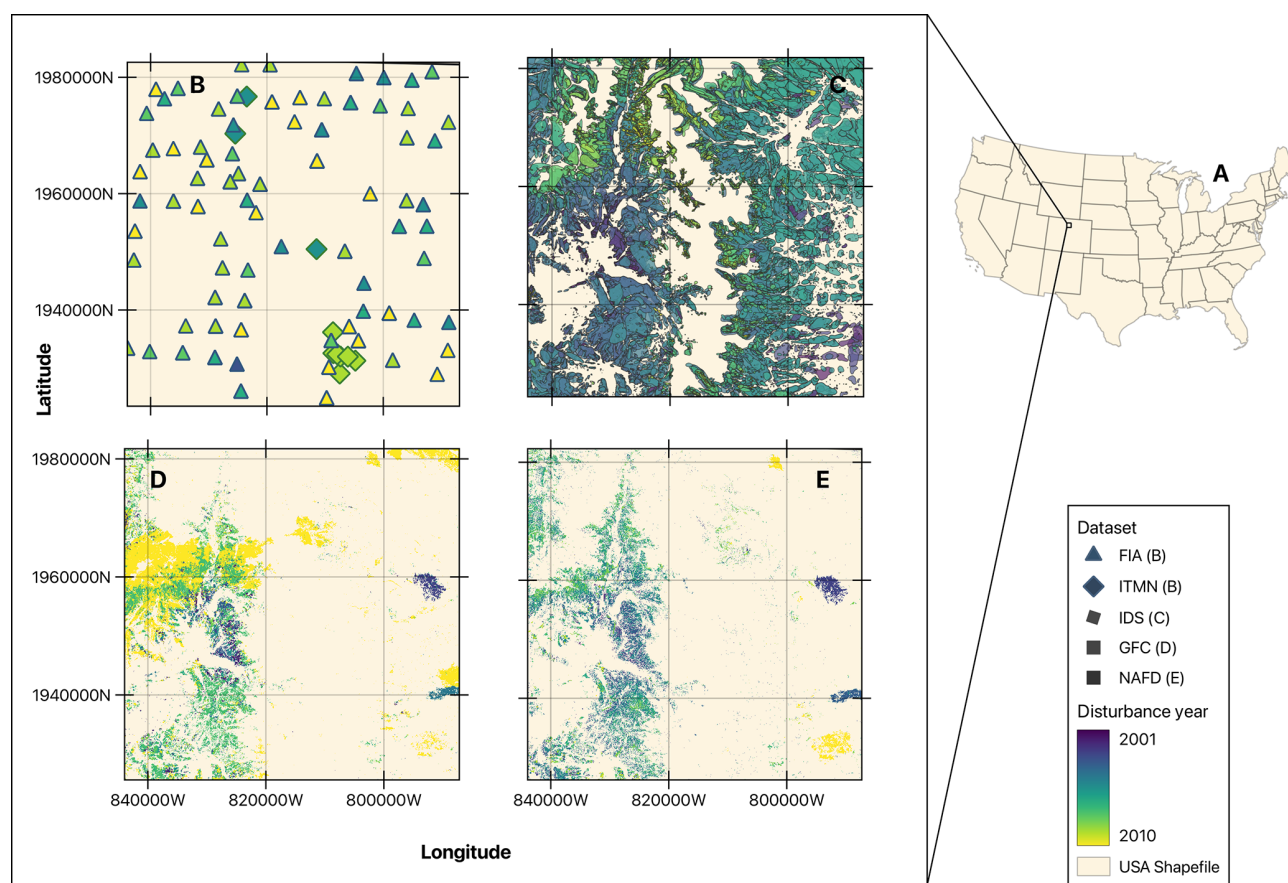 B
C
A
1980000N
1960000N
1940000N
Latitude
D
E
1980000N
1960000N
1940000N
840000W 820000W 800000W
840000W 820000W 800000W
Longitude
Dataset
FIA (B)
ITMN (B)
IDS (C)
GFC (D)
NAFD (E)
Disturbance year
2001
2010
USA Shapefile